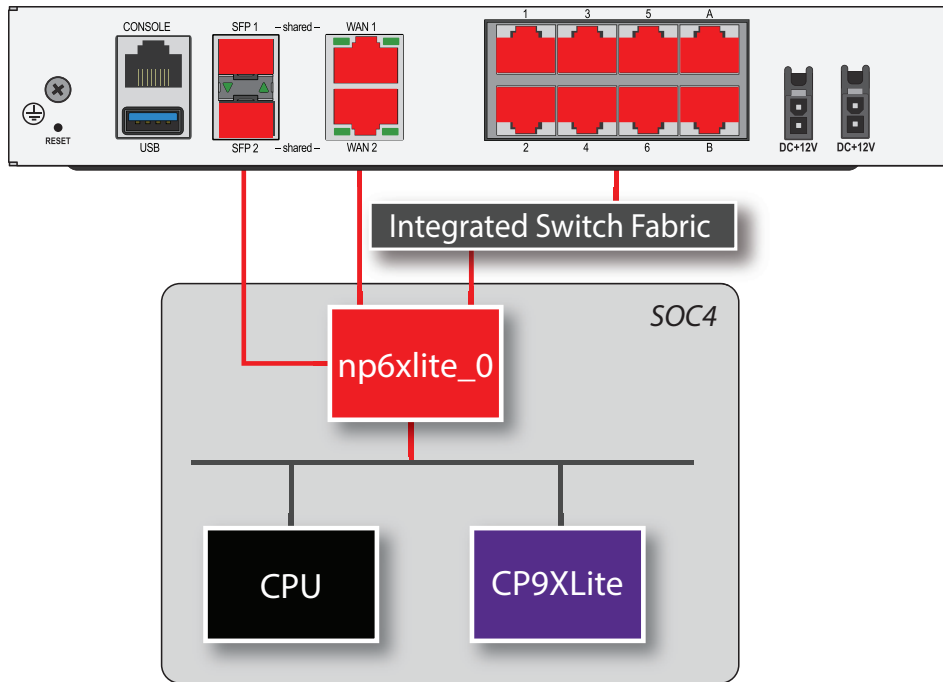 CONSOLE
SFP 1
shared
WAN 1
1
3
5
A
RESET
USB
SFP 2
shared
WAN 2
2
4
6
B
DC+12V
DC+12V
Integrated Switch Fabric
SOC4
np6xlite_0
CPU
CP9XLite